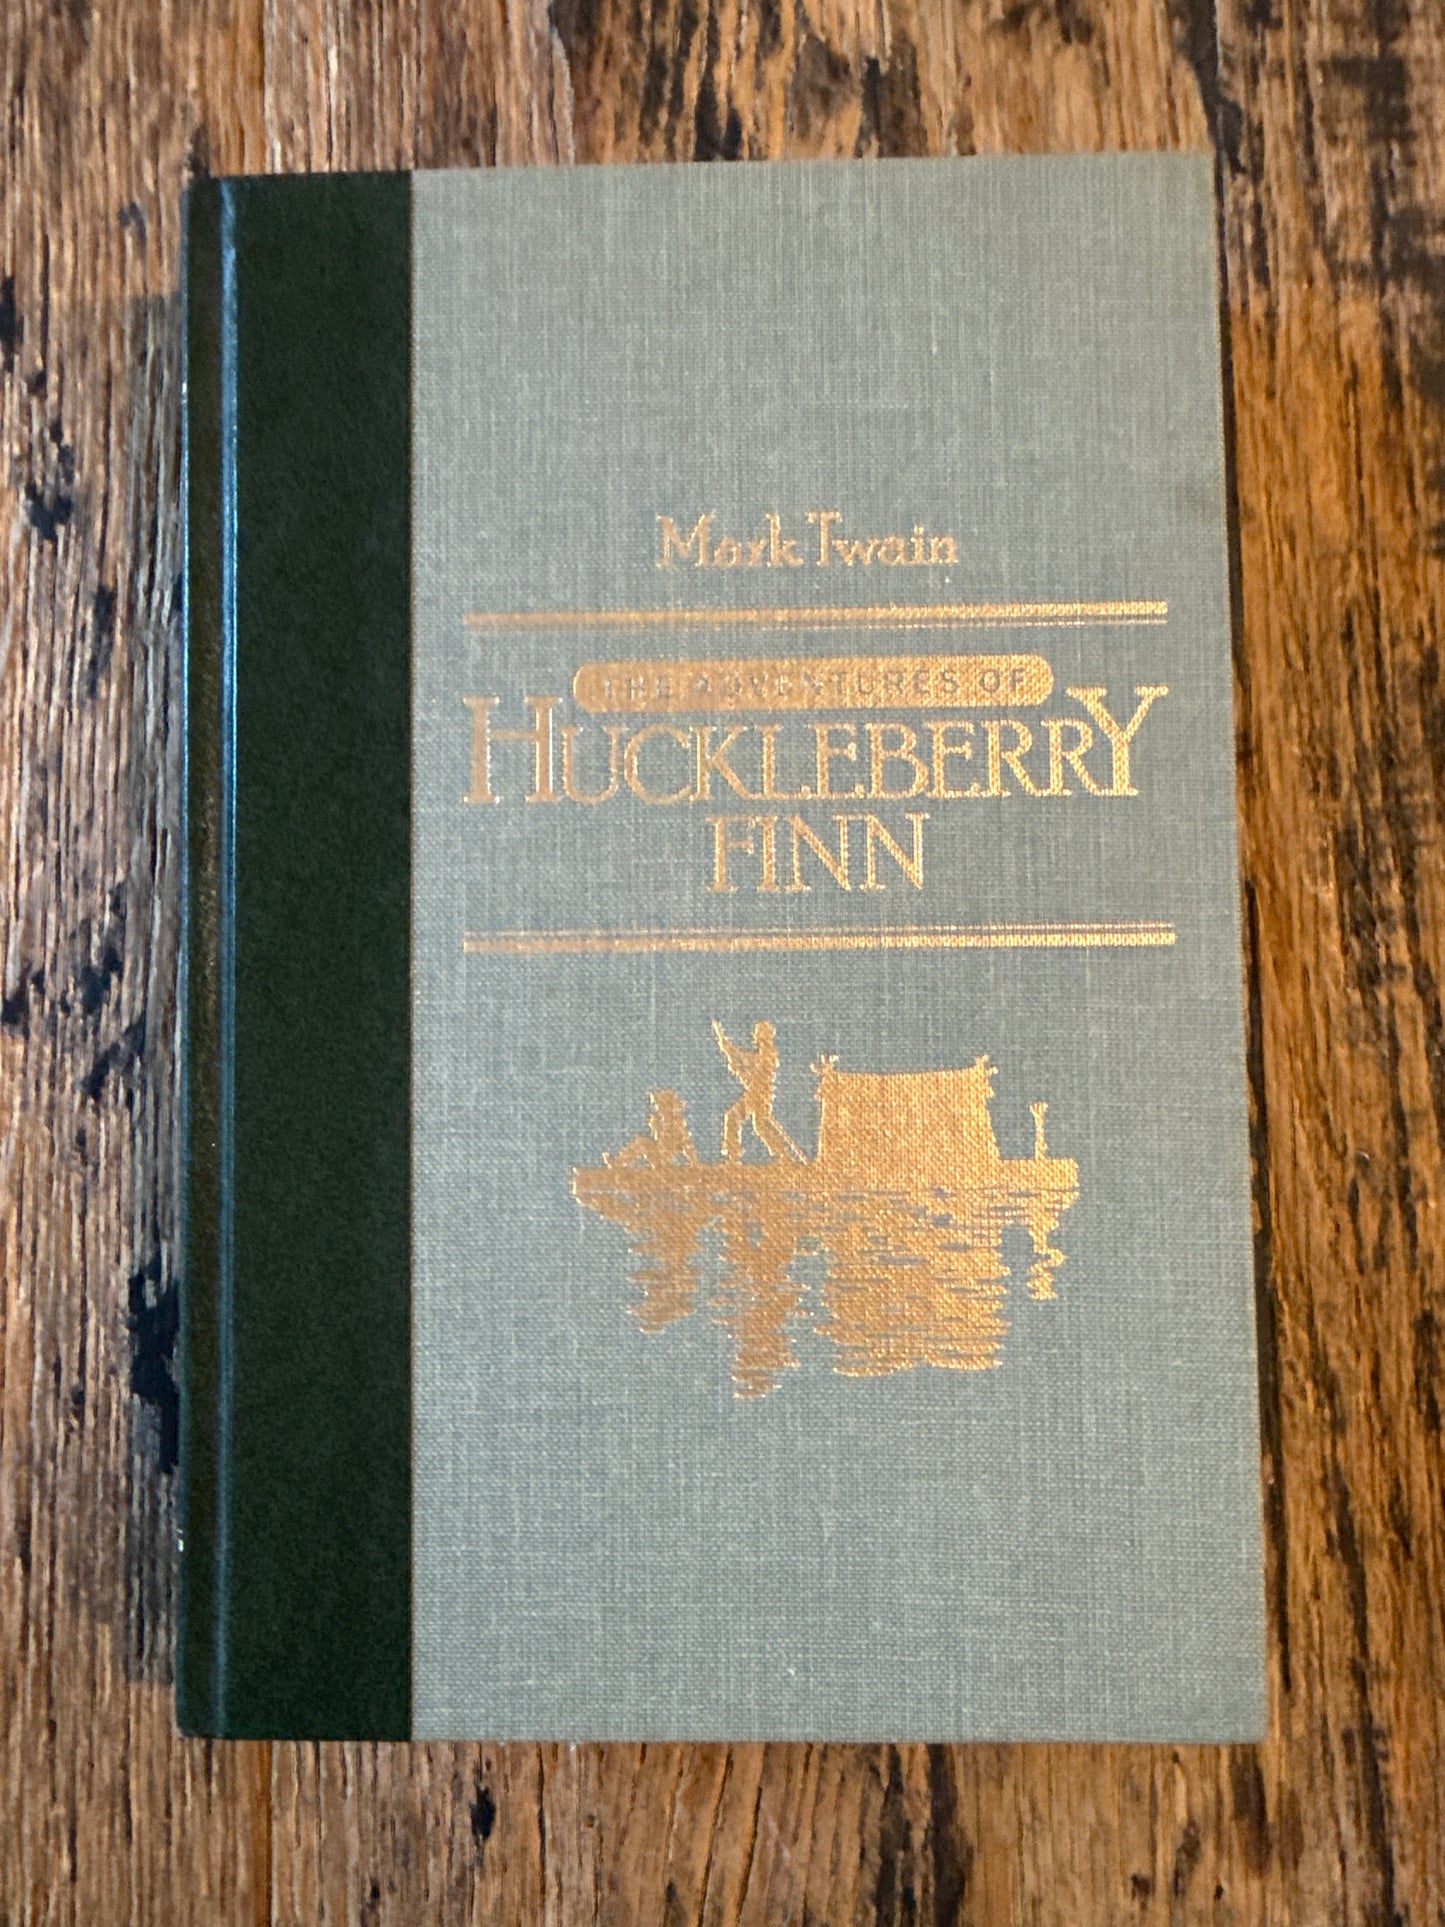 Mark Twain
THE ADVENTURES OF
HUCKLEBERRY
FINN